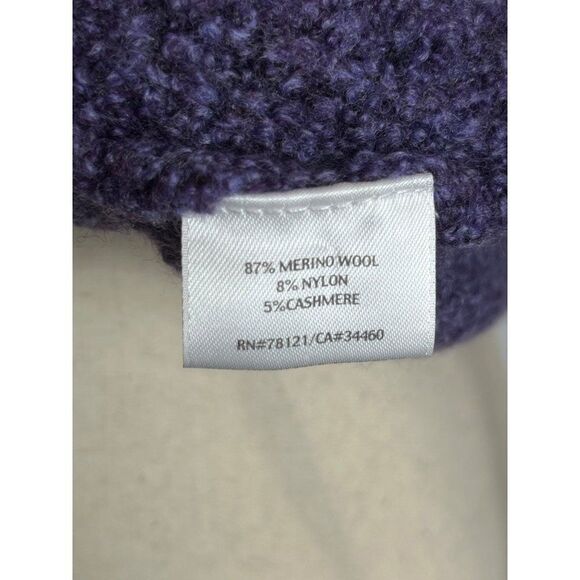 87% MERINO WOOL
8% NYLON
5%CASHMERE
RN#78121/CA#34460